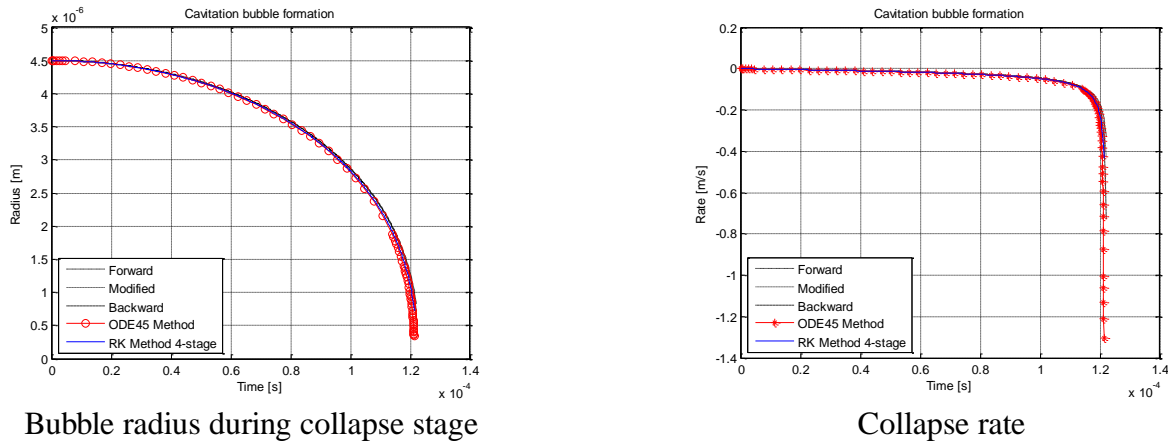 Cavitation bubble formation
x 10^-6
5
4.5
4
3.5
3
2.5
2
1.5
1
0.5
0
Radius [m]
Forward
Modified
Backward
ODE45 Method
RK Method 4-stage
0 0.2 0.4 0.6 0.8 1 1.2 1.4
Time [s]
x 10^-4
Bubble radius during collapse stage
Cavitation bubble formation
0.2
0
-0.2
-0.4
-0.6
-0.8
-1
-1.2
-1.4
Rate [m/s]
Forward
Modified
Backward
ODE45 Method
RK Method 4-stage
0 0.2 0.4 0.6 0.8 1 1.2 1.4
Time [s]
x 10^-4
Collapse rate